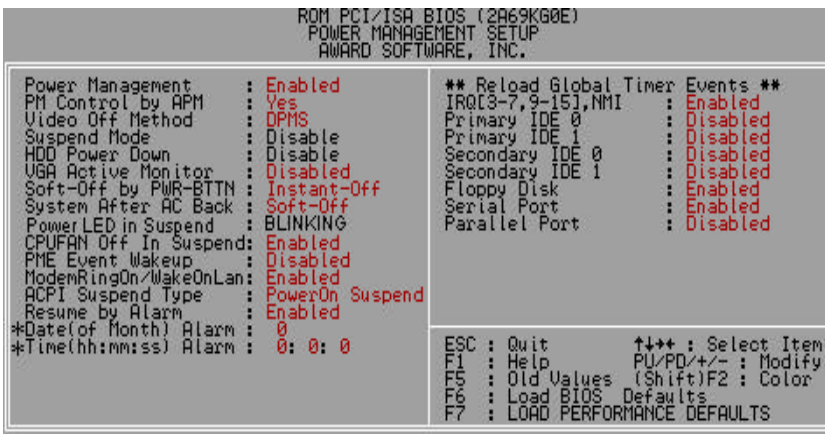 ROM PCI/ISA BIOS (2A69KG0E)
POWER MANAGEMENT SETUP
AWARD SOFTWARE, INC.
Power Management : Enabled
PM Control by APM : Yes
Video Off Method : DPMS
Suspend Mode : Disable
HDD Power Down : Disable
VGA Active Monitor : Disabled
Soft-Off by PWR-BTTN : Instant-Off
System After AC Back : Soft-Off
Power LED in Suspend : BLINKING
CPUFAN Off In Suspend: Enabled
PME Event Wakeup : Disabled
ModemRingOn/WakeOnLan: Enabled
ACPI Suspend Type : PowerOn Suspend
Resume by Alarm : Enabled
*Date(of Month) Alarm : 0
*Time(hh:mm:ss) Alarm : 0: 0: 0
** Reload Global Timer Events **
IRQ[3-7,9-15],NMI : Enabled
Primary IDE 0 : Disabled
Primary IDE 1 : Disabled
Secondary IDE 0 : Disabled
Secondary IDE 1 : Disabled
Floppy Disk : Enabled
Serial Port : Enabled
Parallel Port : Disabled
ESC : Quit ↑↓→← : Select Item
F1 : Help PU/PD/+/- : Modify
F5 : Old Values (Shift)F2 : Color
F6 : Load BIOS Defaults
F7 : LOAD PERFORMANCE DEFAULTS